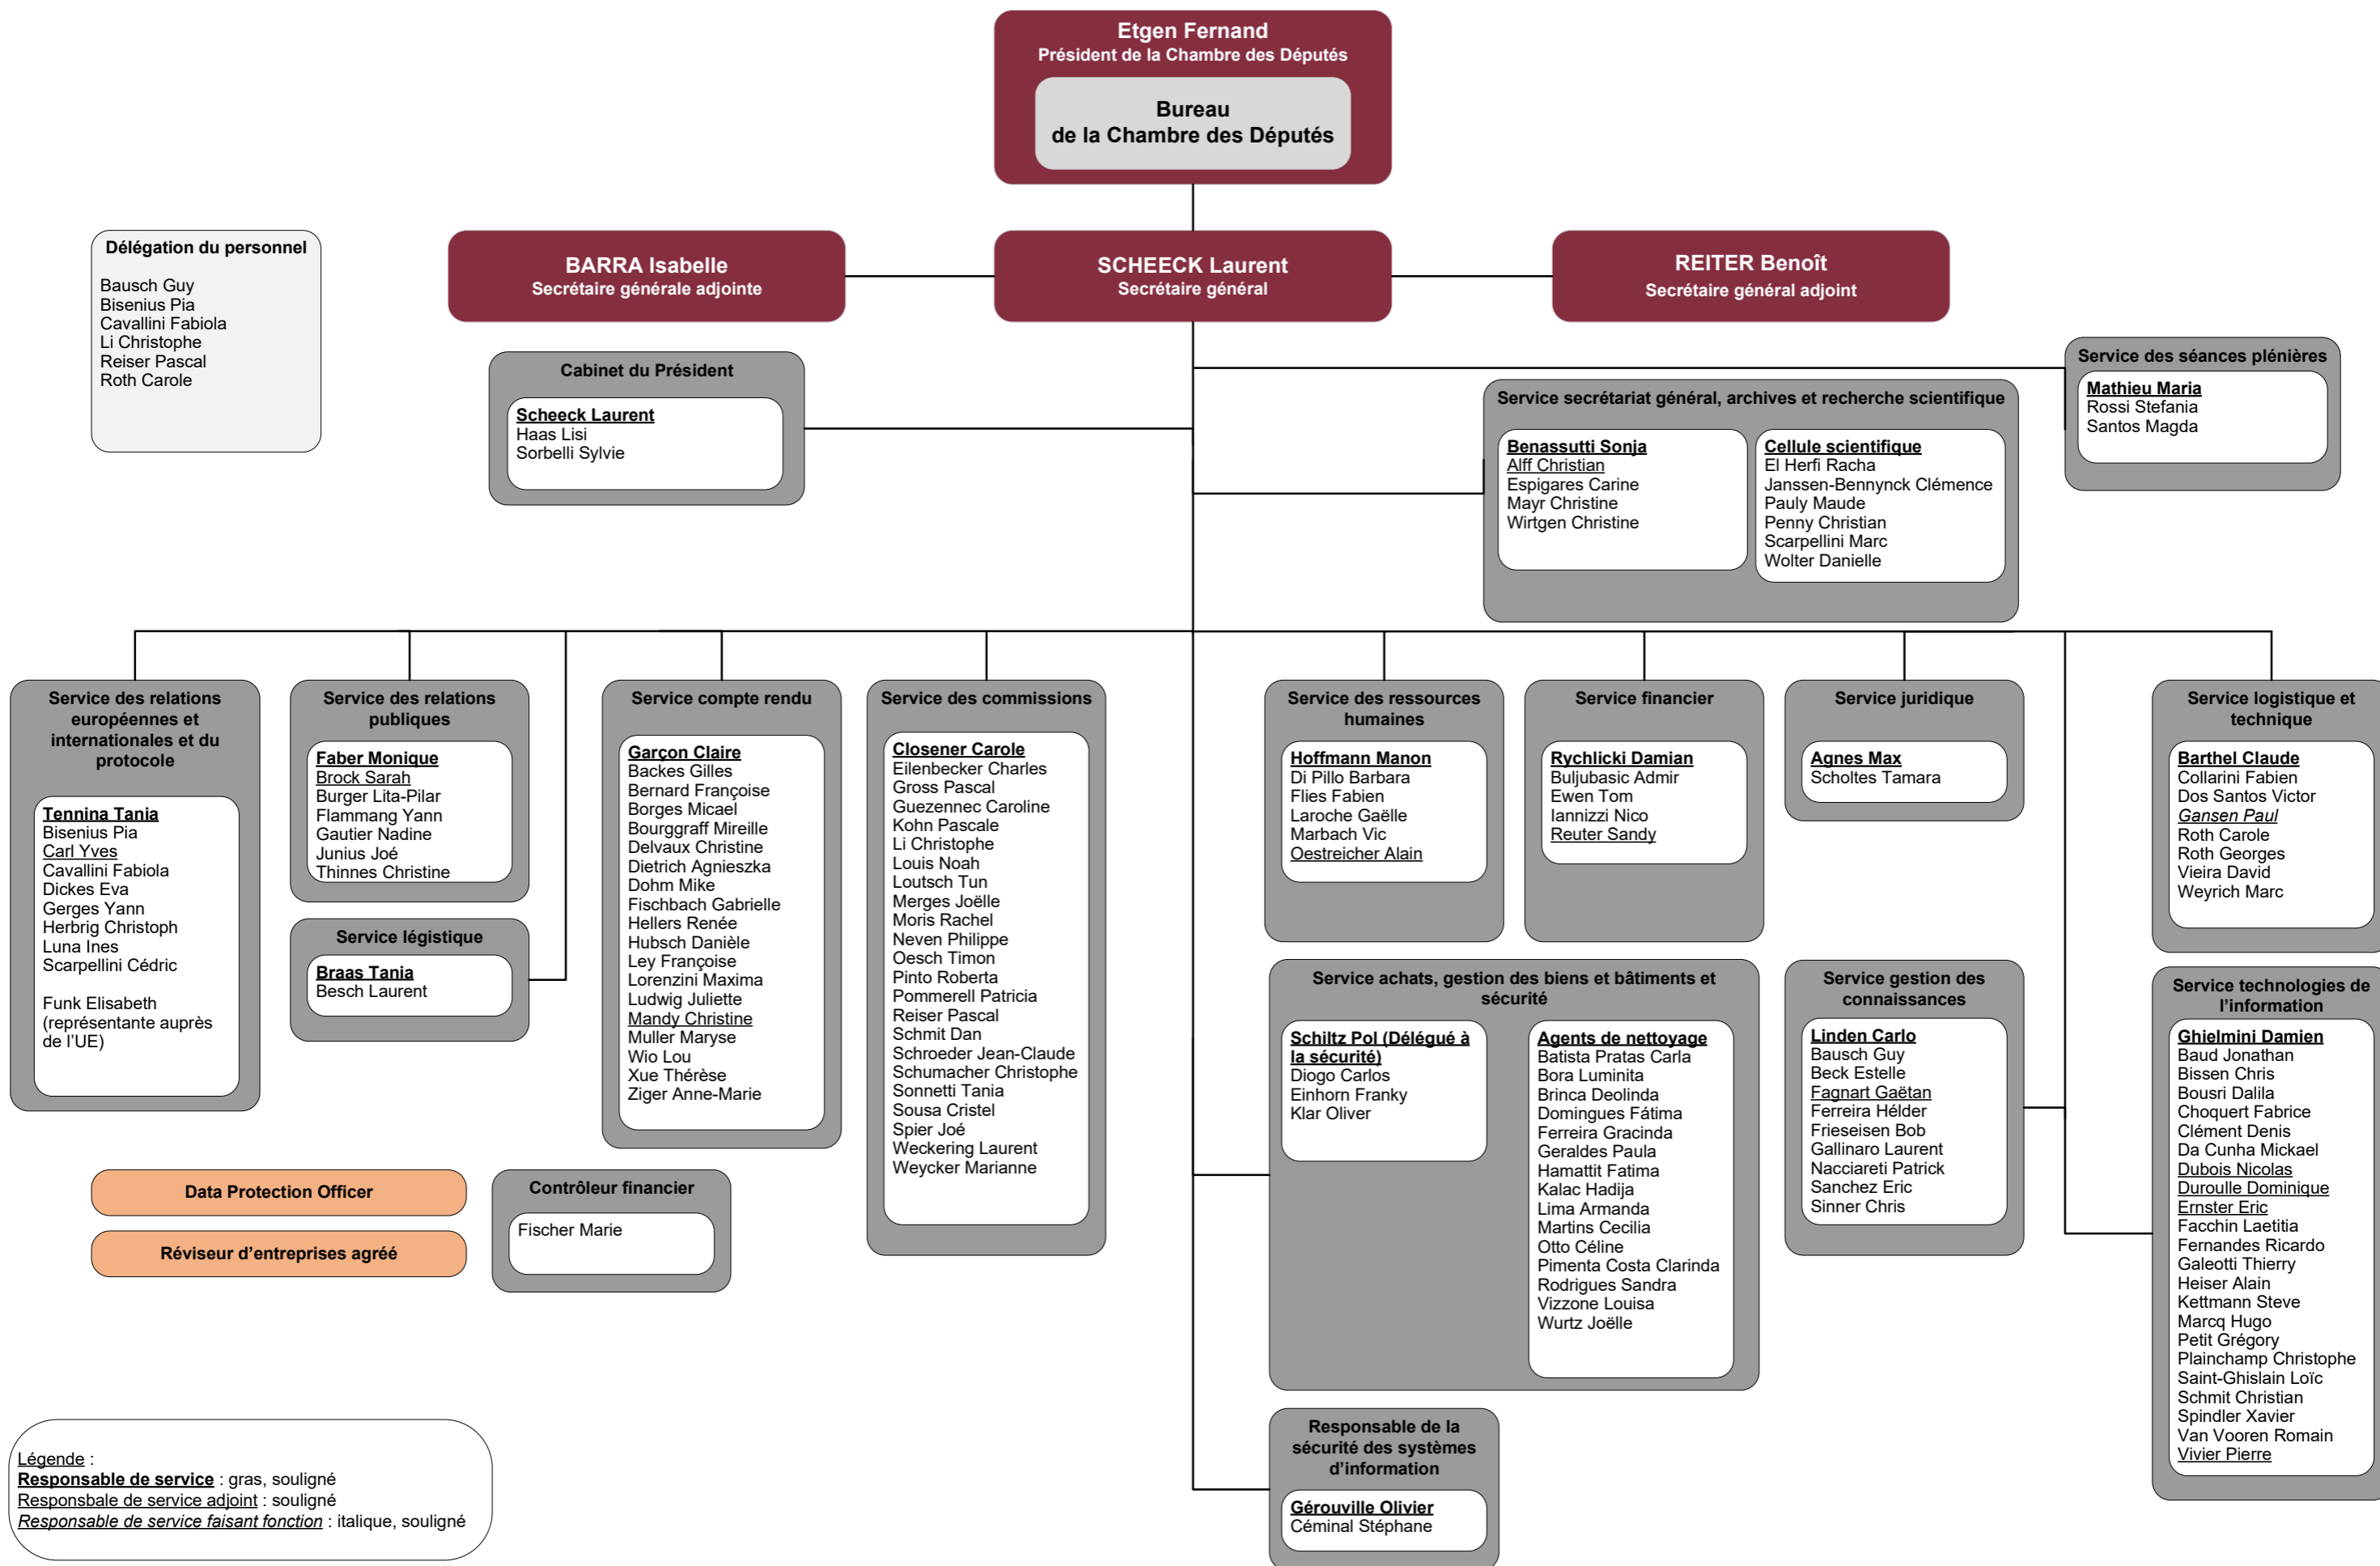 Etgen Fernand
Président de la Chambre des Députés
Bureau
de la Chambre des Députés
Délégation du personnel
Bausch Guy
Bisenius Pia
Cavallini Fabiola
Li Christophe
Reiser Pascal
Roth Carole
BARRA Isabelle
Secrétaire générale adjointe
SCHEECK Laurent
Secrétaire général
REITER Benoît
Secrétaire général adjoint
Cabinet du Président
Scheeck Laurent
Haas Lisi
Sorbelli Sylvie
Service secrétariat général, archives et recherche scientifique
Benassutti Sonja
Alff Christian
Espigares Carine
Mayr Christine
Wirtgen Christine
Cellule scientifique
El Herfi Racha
Janssen-Bennynck Clémence
Pauly Maude
Penny Christian
Scarpellini Marc
Wolter Danielle
Service des séances plénières
Mathieu Maria
Rossi Stefania
Santos Magda
Service des relations
européennes et
internationales et du
protocole
Tennina Tania
Bisenius Pia
Carl Yves
Cavallini Fabiola
Dickes Eva
Gerges Yann
Herbrig Christoph
Luna Ines
Scarpellini Cédric
Funk Elisabeth
(représentante auprès
de l'UE)
Service des relations
publiques
Faber Monique
Brock Sarah
Burger Lita-Pilar
Flammang Yann
Gautier Nadine
Junius Joé
Thinnes Christine
Service légistique
Braas Tania
Besch Laurent
Service compte rendu
Garçon Claire
Backes Gilles
Bernard Françoise
Borges Micael
Bourggraff Mireille
Delvaux Christine
Dietrich Agnieszka
Dohm Mike
Fischbach Gabrielle
Hellers Renée
Hubsch Danièle
Ley Françoise
Lorenzini Maxima
Ludwig Juliette
Mandy Christine
Muller Maryse
Wio Lou
Xue Thérèse
Ziger Anne-Marie
Service des commissions
Closener Carole
Eilenbecker Charles
Gross Pascal
Guezennec Caroline
Kohn Pascale
Li Christophe
Louis Noah
Loutsch Tun
Merges Joëlle
Moris Rachel
Neven Philippe
Oesch Timon
Pinto Roberta
Pommerell Patricia
Reiser Pascal
Schmit Dan
Schroeder Jean-Claude
Schumacher Christophe
Sonnetti Tania
Sousa Cristel
Spier Joé
Weckering Laurent
Weycker Marianne
Service des ressources
humaines
Hoffmann Manon
Di Pillo Barbara
Flies Fabien
Laroche Gaëlle
Marbach Vic
Oestreicher Alain
Service financier
Rychlicki Damian
Buljubasic Admir
Ewen Tom
Iannizzi Nico
Reuter Sandy
Service juridique
Agnes Max
Scholtes Tamara
Service logistique et
technique
Barthel Claude
Collarini Fabien
Dos Santos Victor
Gansen Paul
Roth Carole
Roth Georges
Vieira David
Weyrich Marc
Service achats, gestion des biens et bâtiments et
sécurité
Schiltz Pol (Délégué à
la sécurité)
Diogo Carlos
Einhorn Franky
Klar Oliver
Agents de nettoyage
Batista Pratas Carla
Bora Luminita
Brinca Deolinda
Domingues Fátima
Ferreira Gracinda
Geraldes Paula
Hamattit Fatima
Kalac Hadija
Lima Armanda
Martins Cecilia
Otto Céline
Pimenta Costa Clarinda
Rodrigues Sandra
Vizzone Louisa
Wurtz Joëlle
Service gestion des
connaissances
Linden Carlo
Bausch Guy
Beck Estelle
Fagnart Gaëtan
Ferreira Hélder
Frieseisen Bob
Gallinaro Laurent
Nacciareti Patrick
Sanchez Eric
Sinner Chris
Service technologies de
l'information
Ghielmini Damien
Baud Jonathan
Bissen Chris
Bousri Dalila
Choquert Fabrice
Clément Denis
Da Cunha Mickael
Dubois Nicolas
Duroulle Dominique
Ernster Eric
Facchin Laetitia
Fernandes Ricardo
Galeotti Thierry
Heiser Alain
Kettmann Steve
Marcq Hugo
Petit Grégory
Plainchamp Christophe
Saint-Ghislain Loïc
Schmit Christian
Spindler Xavier
Van Vooren Romain
Vivier Pierre
Data Protection Officer
Réviseur d'entreprises agréé
Contrôleur financier
Fischer Marie
Responsable de la
sécurité des systèmes
d'information
Gérouville Olivier
Céminal Stéphane
Légende :
Responsable de service : gras, souligné
Responsbale de service adjoint : souligné
Responsable de service faisant fonction : italique, souligné